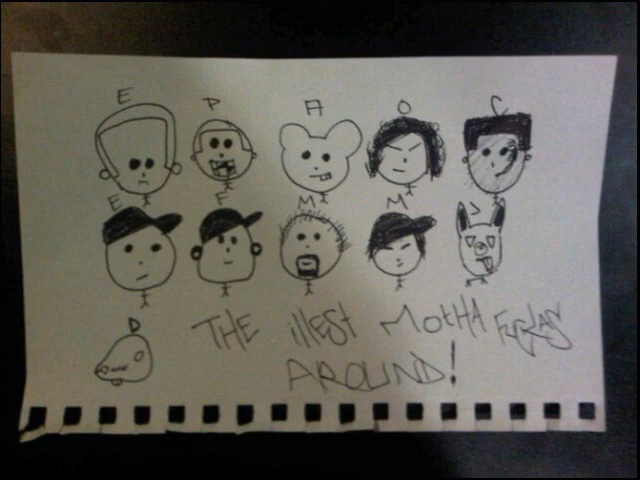 E P A O C
E F M M J
D
THE illESt MOtHA FUCKAS
AROUND!